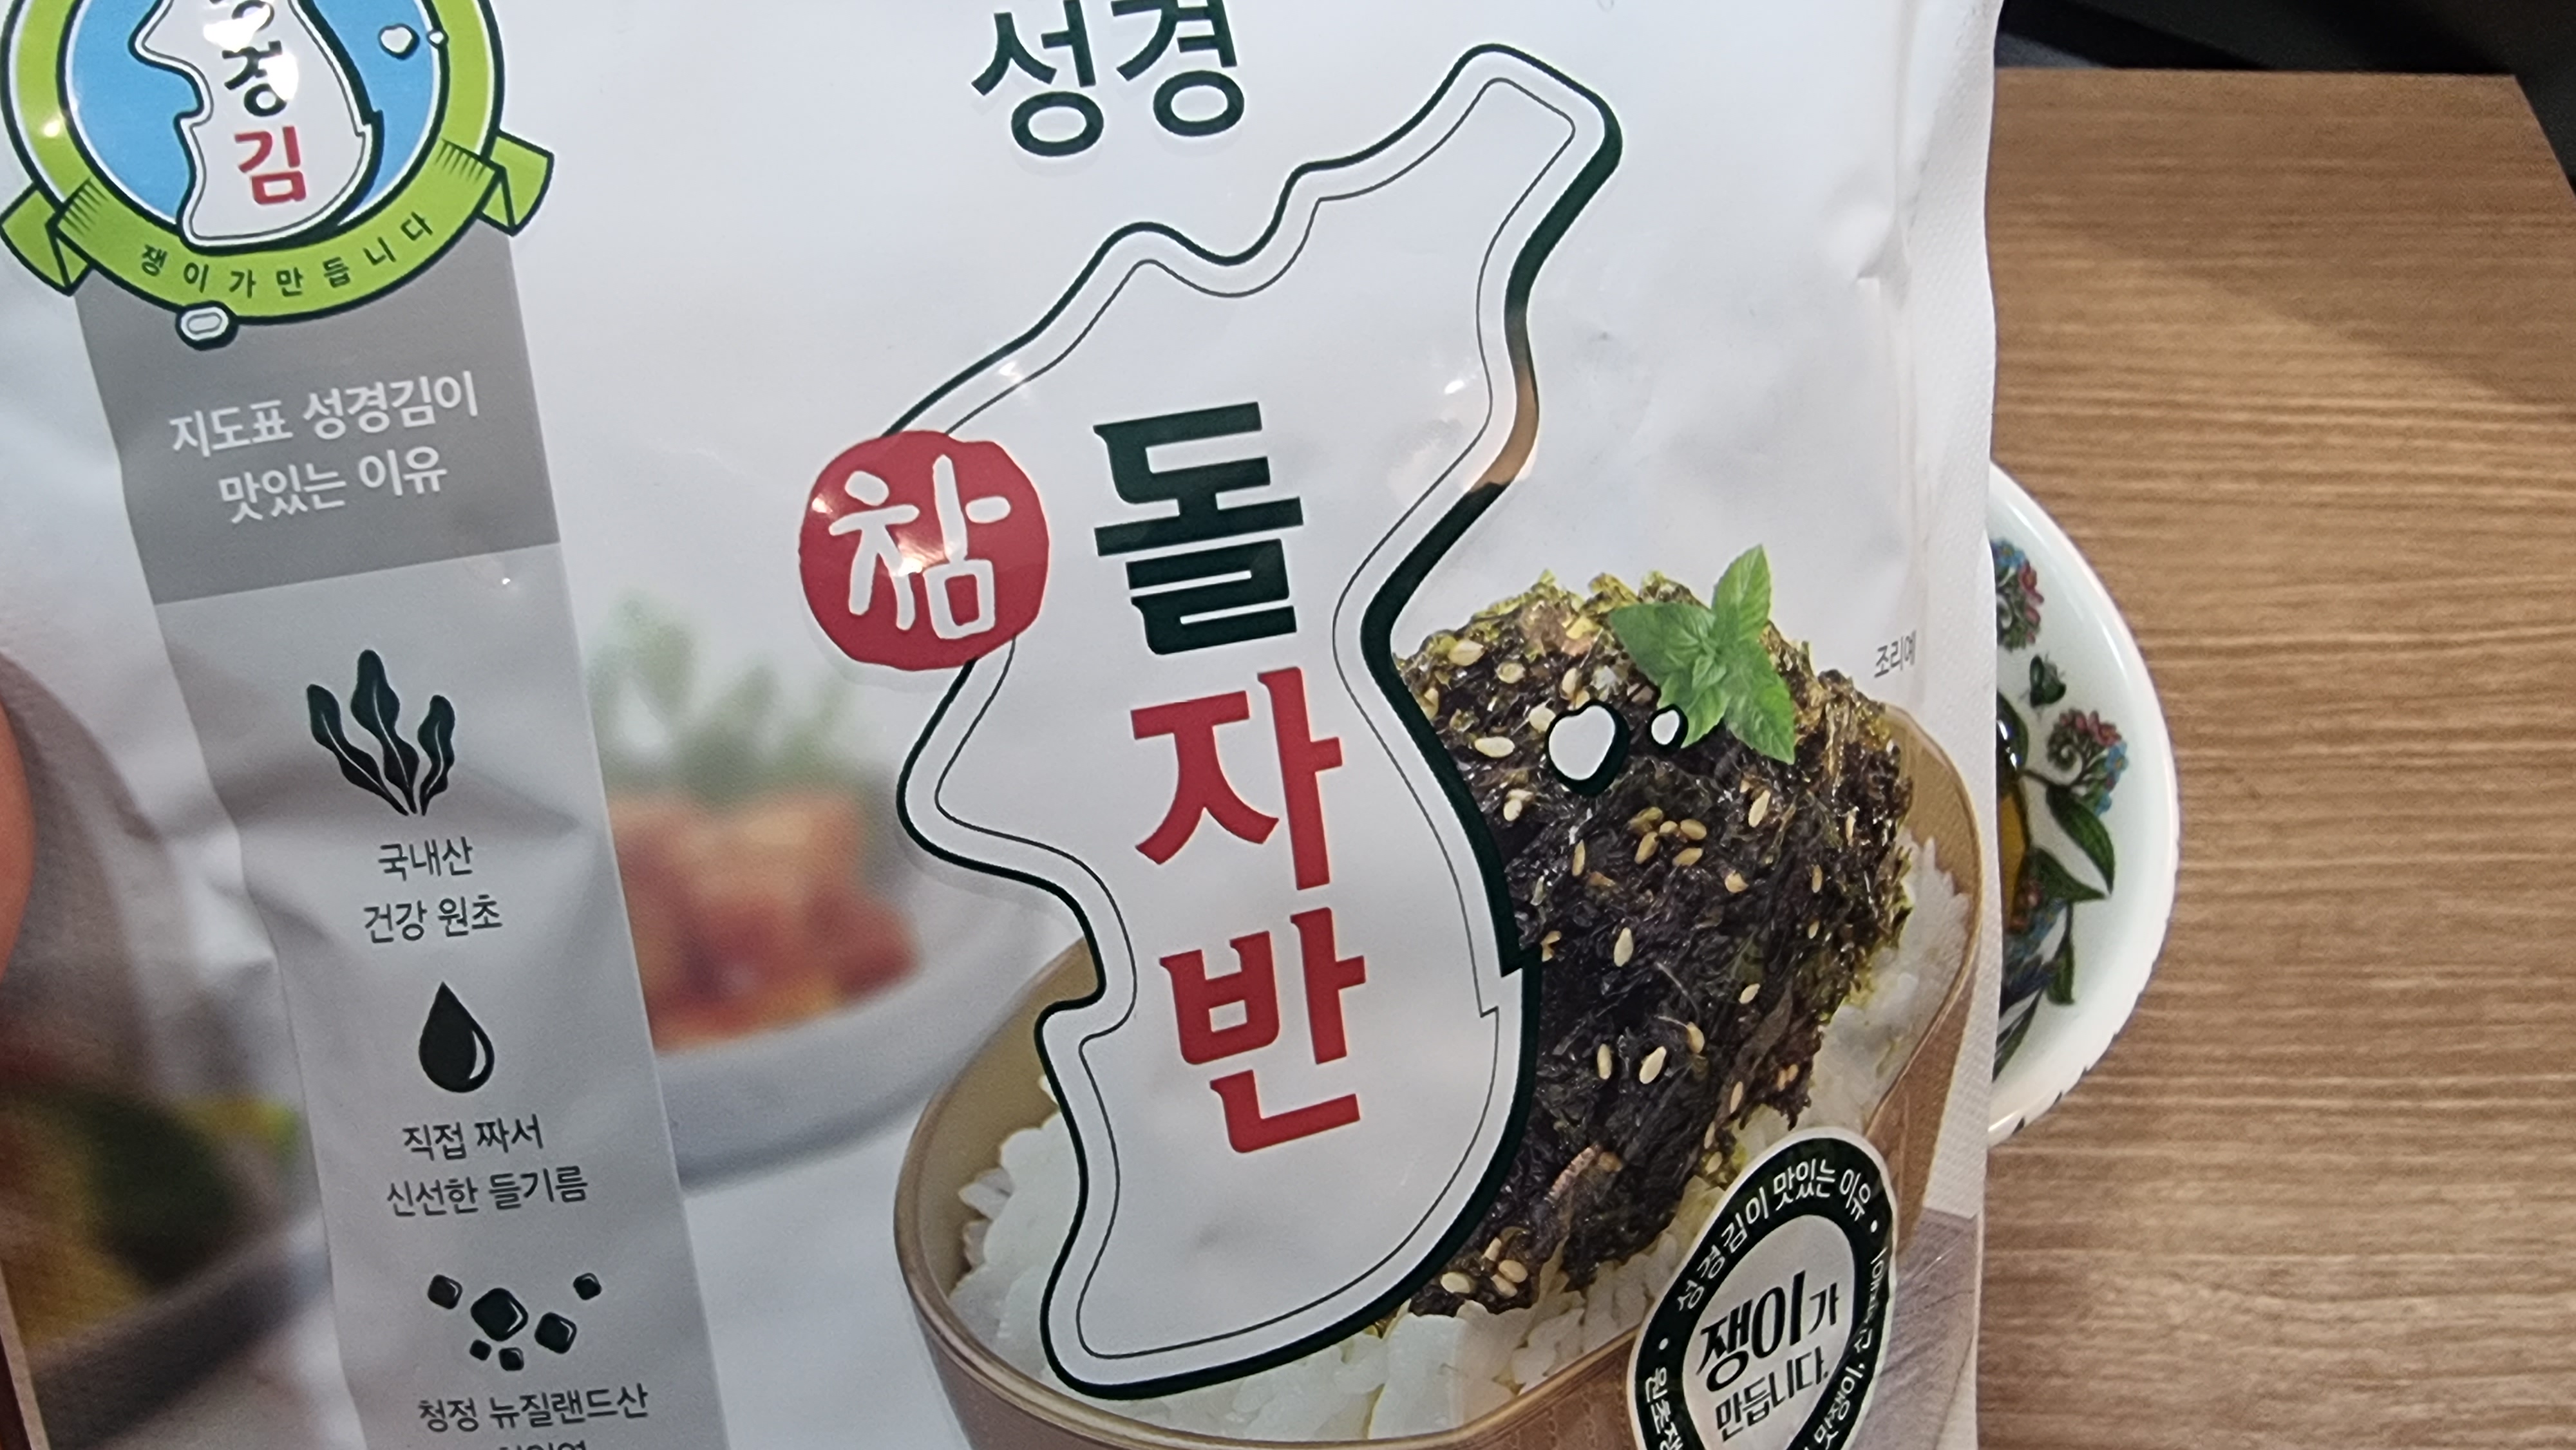 성경
경
김
쟁이가만듭니다
지도표 성경김이
맛있는 이유
참
돌
자
반
조리예
국내산
건강 원초
직접 짜서
신선한 들기름
청정 뉴질랜드산
성경김이 맛있는 이유
쟁이가
만듭니다.